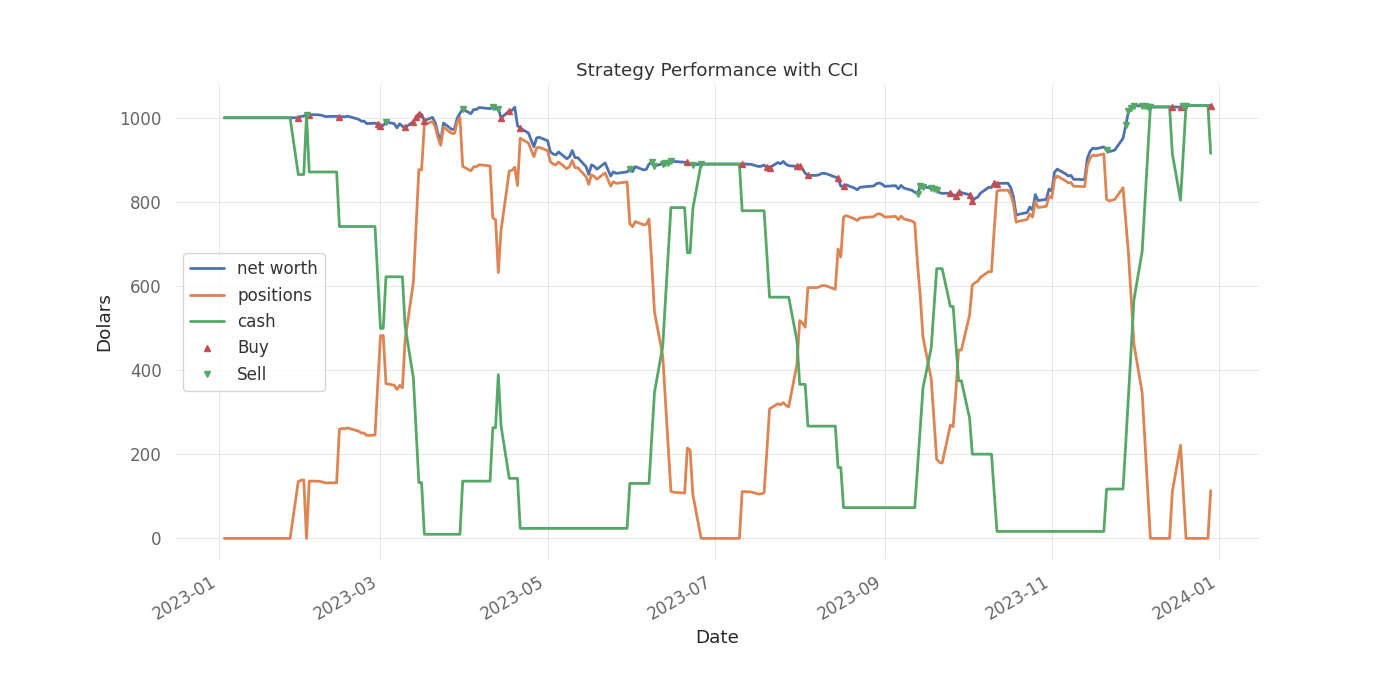 Strategy Performance with CCI
Dolars
1000
800
600
400
200
0
net worth
positions
cash
Buy
Sell
2023-01
2023-03
2023-05
2023-07
2023-09
2023-11
2024-01
Date